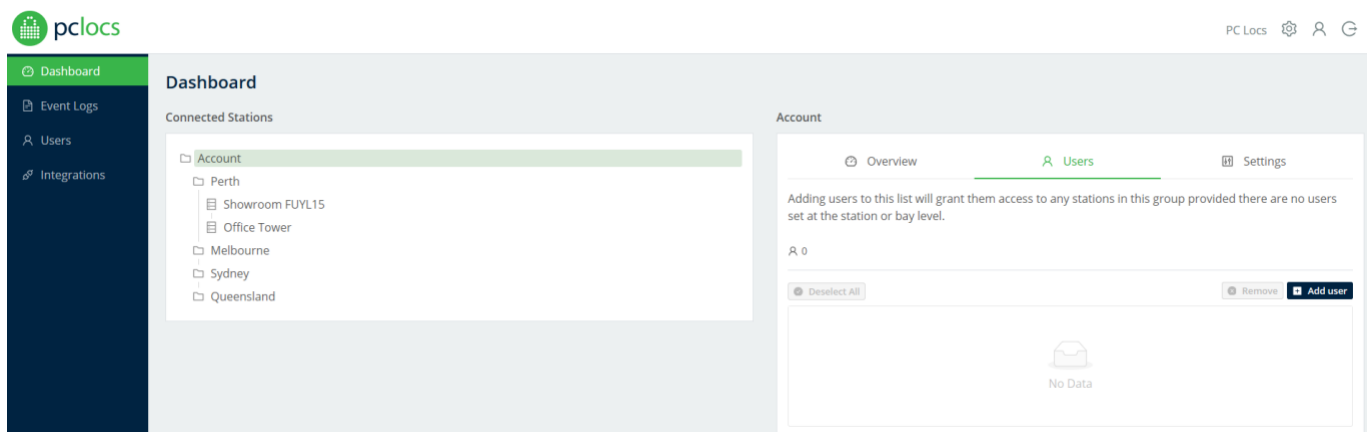 pclocs
PC Locs
Dashboard
Event Logs
Users
Integrations
Dashboard
Connected Stations
Account
Perth
Showroom FUYL15
Office Tower
Melbourne
Sydney
Queensland
Account
Overview
Users
Settings
Adding users to this list will grant them access to any stations in this group provided there are no users
set at the station or bay level.
0
Deselect All
Remove
Add user
No Data